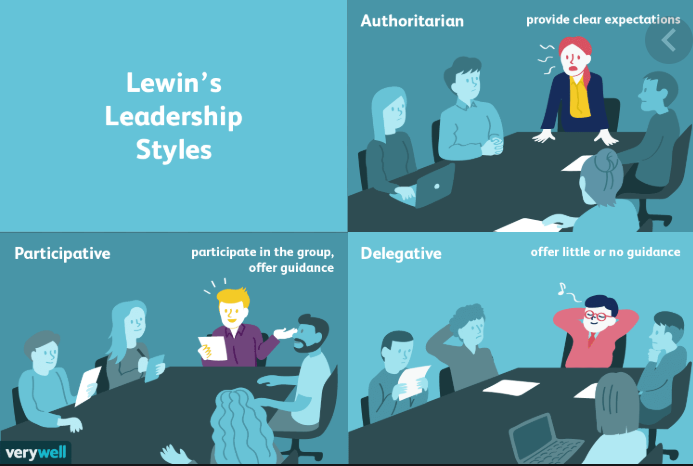 Lewin's
Leadership
Styles
Authoritarian
provide clear expectations
Participative
participate in the group,
offer guidance
Delegative
offer little or no guidance
verywell